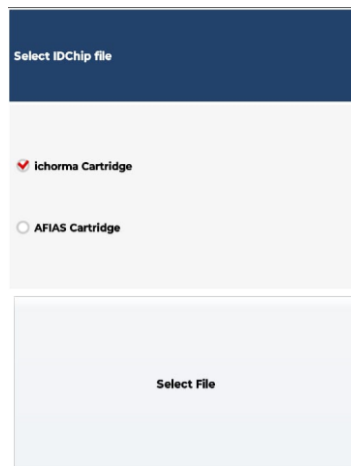 Select IDChip file
ichorma Cartridge
AFIAS Cartridge
Select File